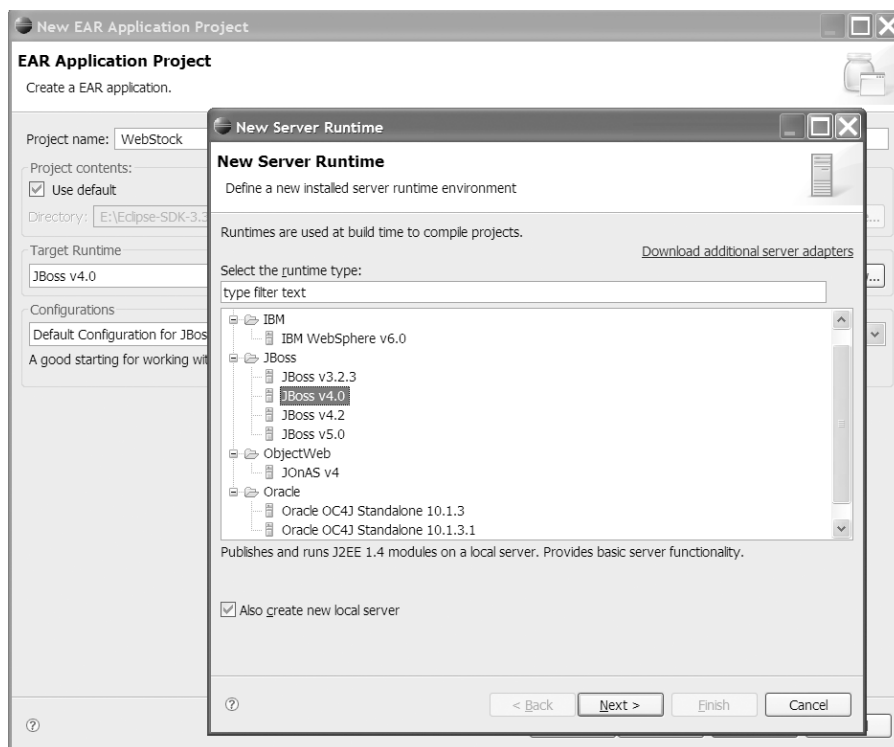 New EAR Application Project
EAR Application Project
Create a EAR application.
Project name: WebStock
Project contents:
Use default
Directory: E:\Eclipse-SDK-3.3
Target Runtime
JBoss v4.0
Configurations
Default Configuration for JBos
A good starting for working wit
New Server Runtime
New Server Runtime
Define a new installed server runtime environment
Runtimes are used at build time to compile projects.
Download additional server adapters
Select the runtime type:
type filter text
IBM
IBM WebSphere v6.0
JBoss
JBoss v3.2.3
JBoss v4.0
JBoss v4.2
JBoss v5.0
ObjectWeb
JOnAS v4
Oracle
Oracle OC4J Standalone 10.1.3
Oracle OC4J Standalone 10.1.3.1
Publishes and runs J2EE 1.4 modules on a local server. Provides basic server functionality.
Also create new local server
< Back Next > Finish Cancel